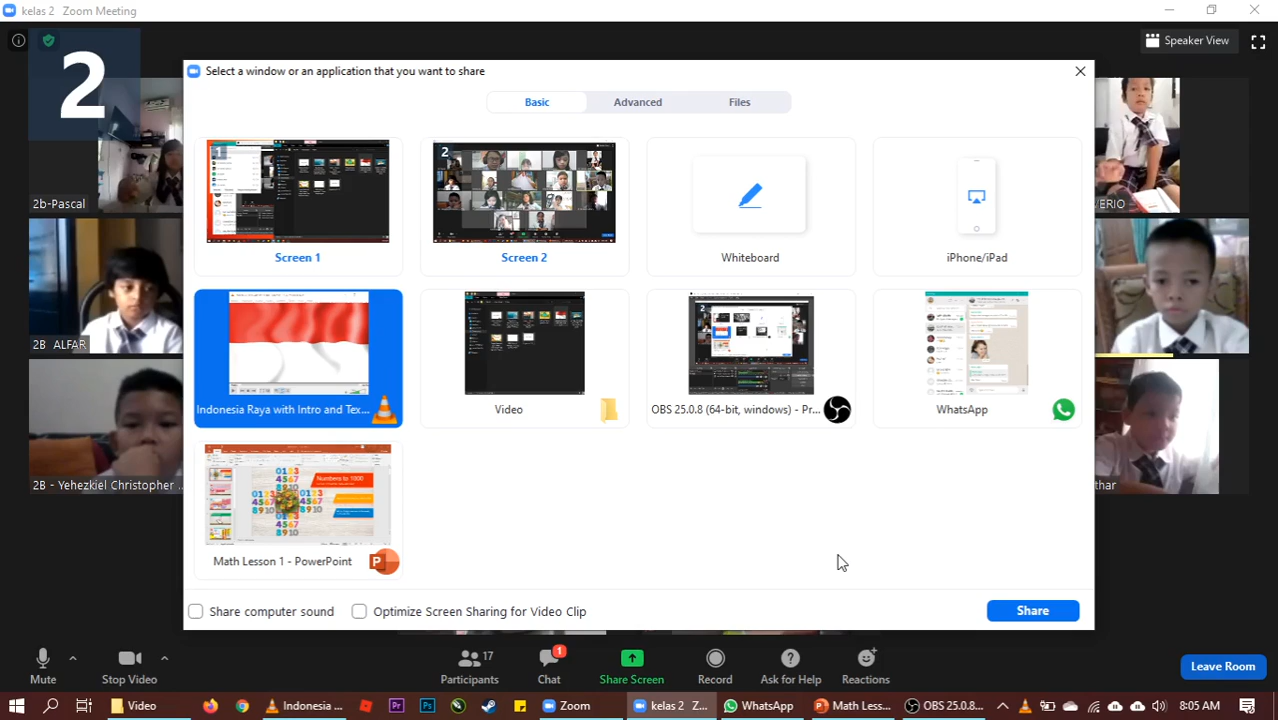 kelas 2 Zoom Meeting
Speaker View
2
Select a window or an application that you want to share
Basic
Advanced
Files
2b-Pascal
VERIO
Screen 1
Screen 2
Whiteboard
iPhone/iPad
2B ALFAR
Indonesia Raya with Intro and Tex...
Video
OBS 25.0.8 (64-bit, windows) - Pr...
WhatsApp
2B - Yehezkiel Christopher ...
thar
Numbers to 1000
Math Lesson 1 - PowerPoint
Share computer sound
Optimize Screen Sharing for Video Clip
Share
17
1
Mute
Stop Video
Participants
Chat
Share Screen
Record
Ask for Help
Reactions
Leave Room
Video
Indonesia ...
Zoom
kelas 2 Z...
WhatsApp
Math Less...
OBS 25.0.8...
8:05 AM